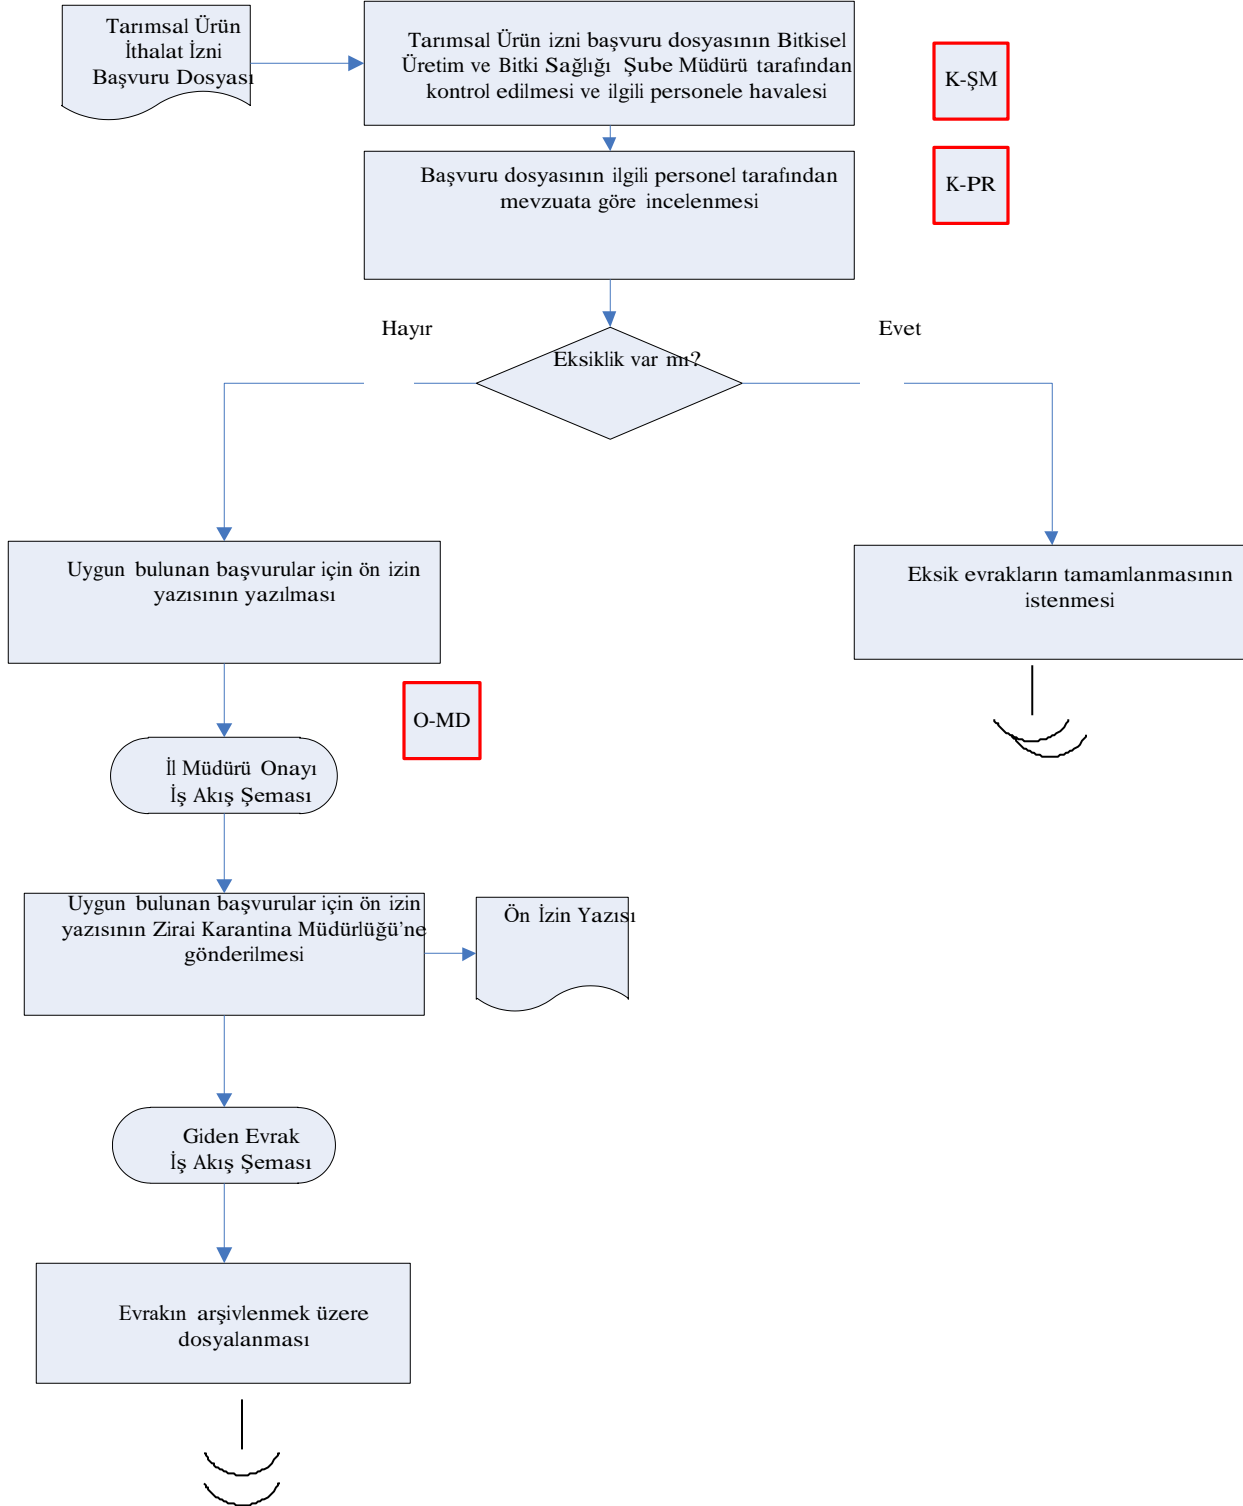 Tarımsal Ürün
İthalat İzni
Başvuru Dosyası
Tarımsal Ürün izni başvuru dosyasının Bitkisel
Üretim ve Bitki Sağlığı Şube Müdürü tarafından
kontrol edilmesi ve ilgili personele havalesi
K-ŞM
Başvuru dosyasının ilgili personel tarafından
mevzuata göre incelenmesi
K-PR
Hayır
Evet
Eksiklik var mı?
Uygun bulunan başvurular için ön izin
yazısının yazılması
Eksik evrakların tamamlanmasının
istenmesi
O-MD
İl Müdürü Onayı
İş Akış Şeması
Uygun bulunan başvurular için ön izin
yazısının Zirai Karantina Müdürlüğü'ne
gönderilmesi
Ön İzin Yazısı
Giden Evrak
İş Akış Şeması
Evrakın arşivlenmek üzere
dosyalanması